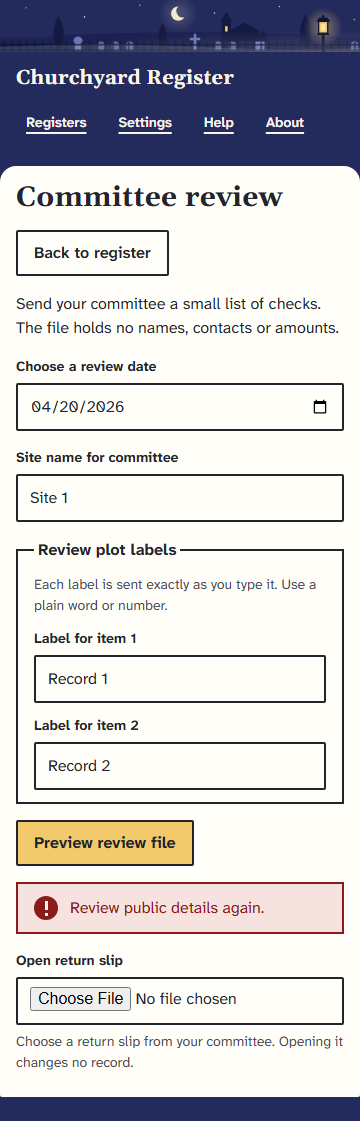 Churchyard Register
Registers Settings Help About
Committee review
Back to register
Send your committee a small list of checks.
The file holds no names, contacts or amounts.
Choose a review date
04/20/2026
Site name for committee
Site 1
Review plot labels
Each label is sent exactly as you type it. Use a
plain word or number.
Label for item 1
Record 1
Label for item 2
Record 2
Preview review file
Review public details again.
Open return slip
Choose File No file chosen
Choose a return slip from your committee. Opening it
changes no record.